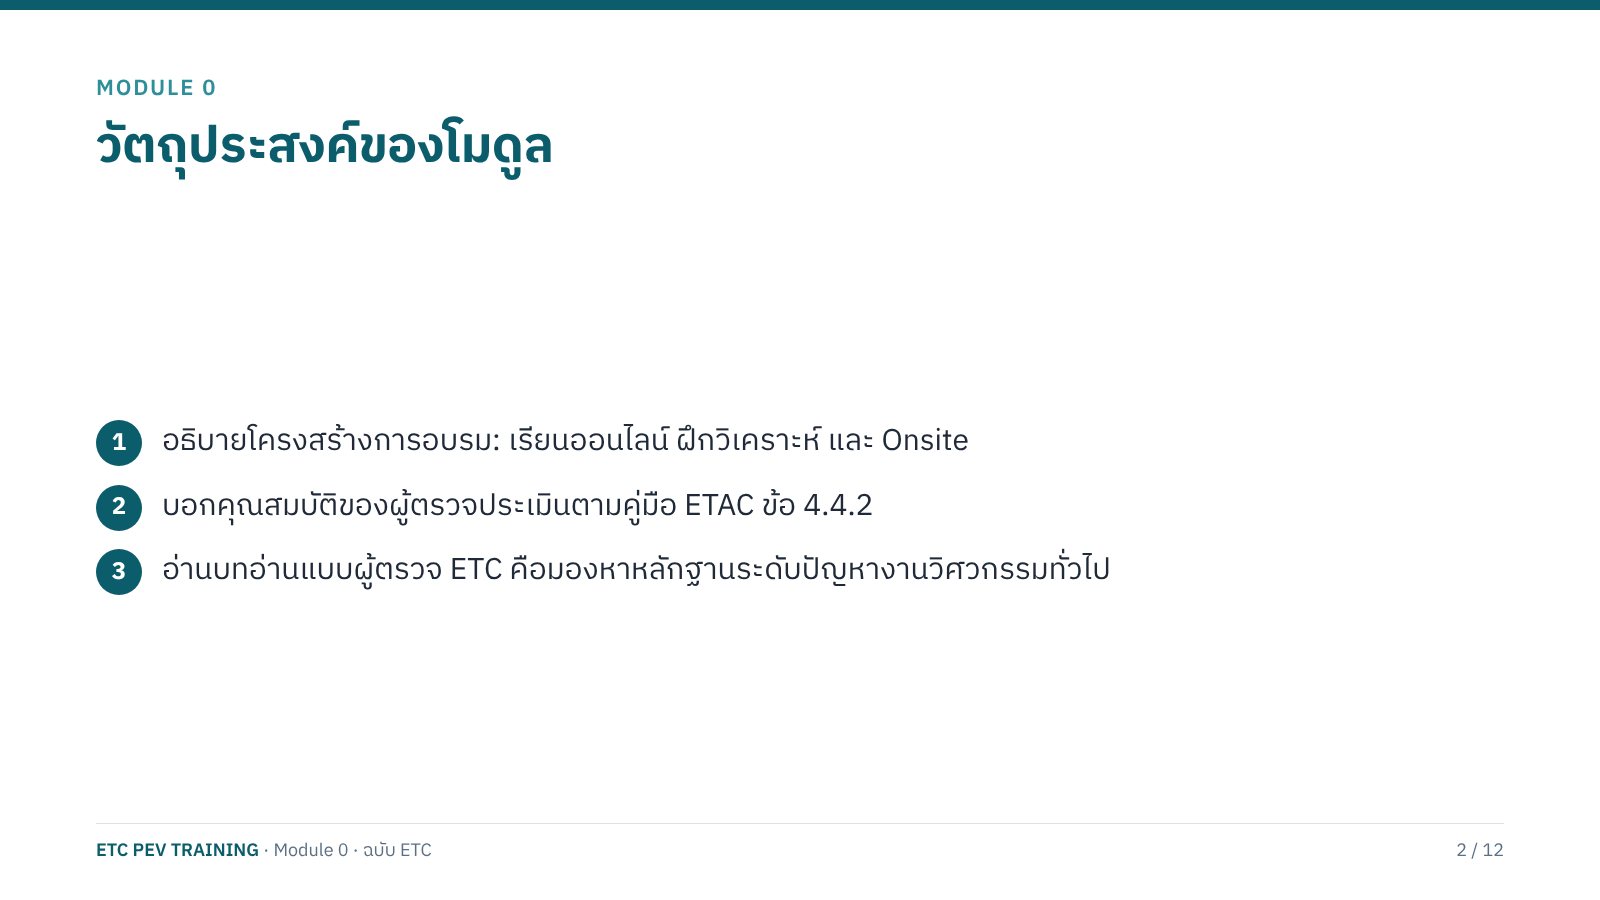 MODULE 0
วัตถุประสงค์ของโมดูล
1 อธิบายโครงสร้างการอบรม: เรียนออนไลน์ ฝึกวิเคราะห์ และ Onsite
2 บอกคุณสมบัติของผู้ตรวจประเมินตามคู่มือ ETAC ข้อ 4.4.2
3 อ่านบทอ่านแบบผู้ตรวจ ETC คือมองหาหลักฐานระดับปัญหางานวิศวกรรมทั่วไป
ETC PEV TRAINING · Module 0 · ฉบับ ETC
2 / 12